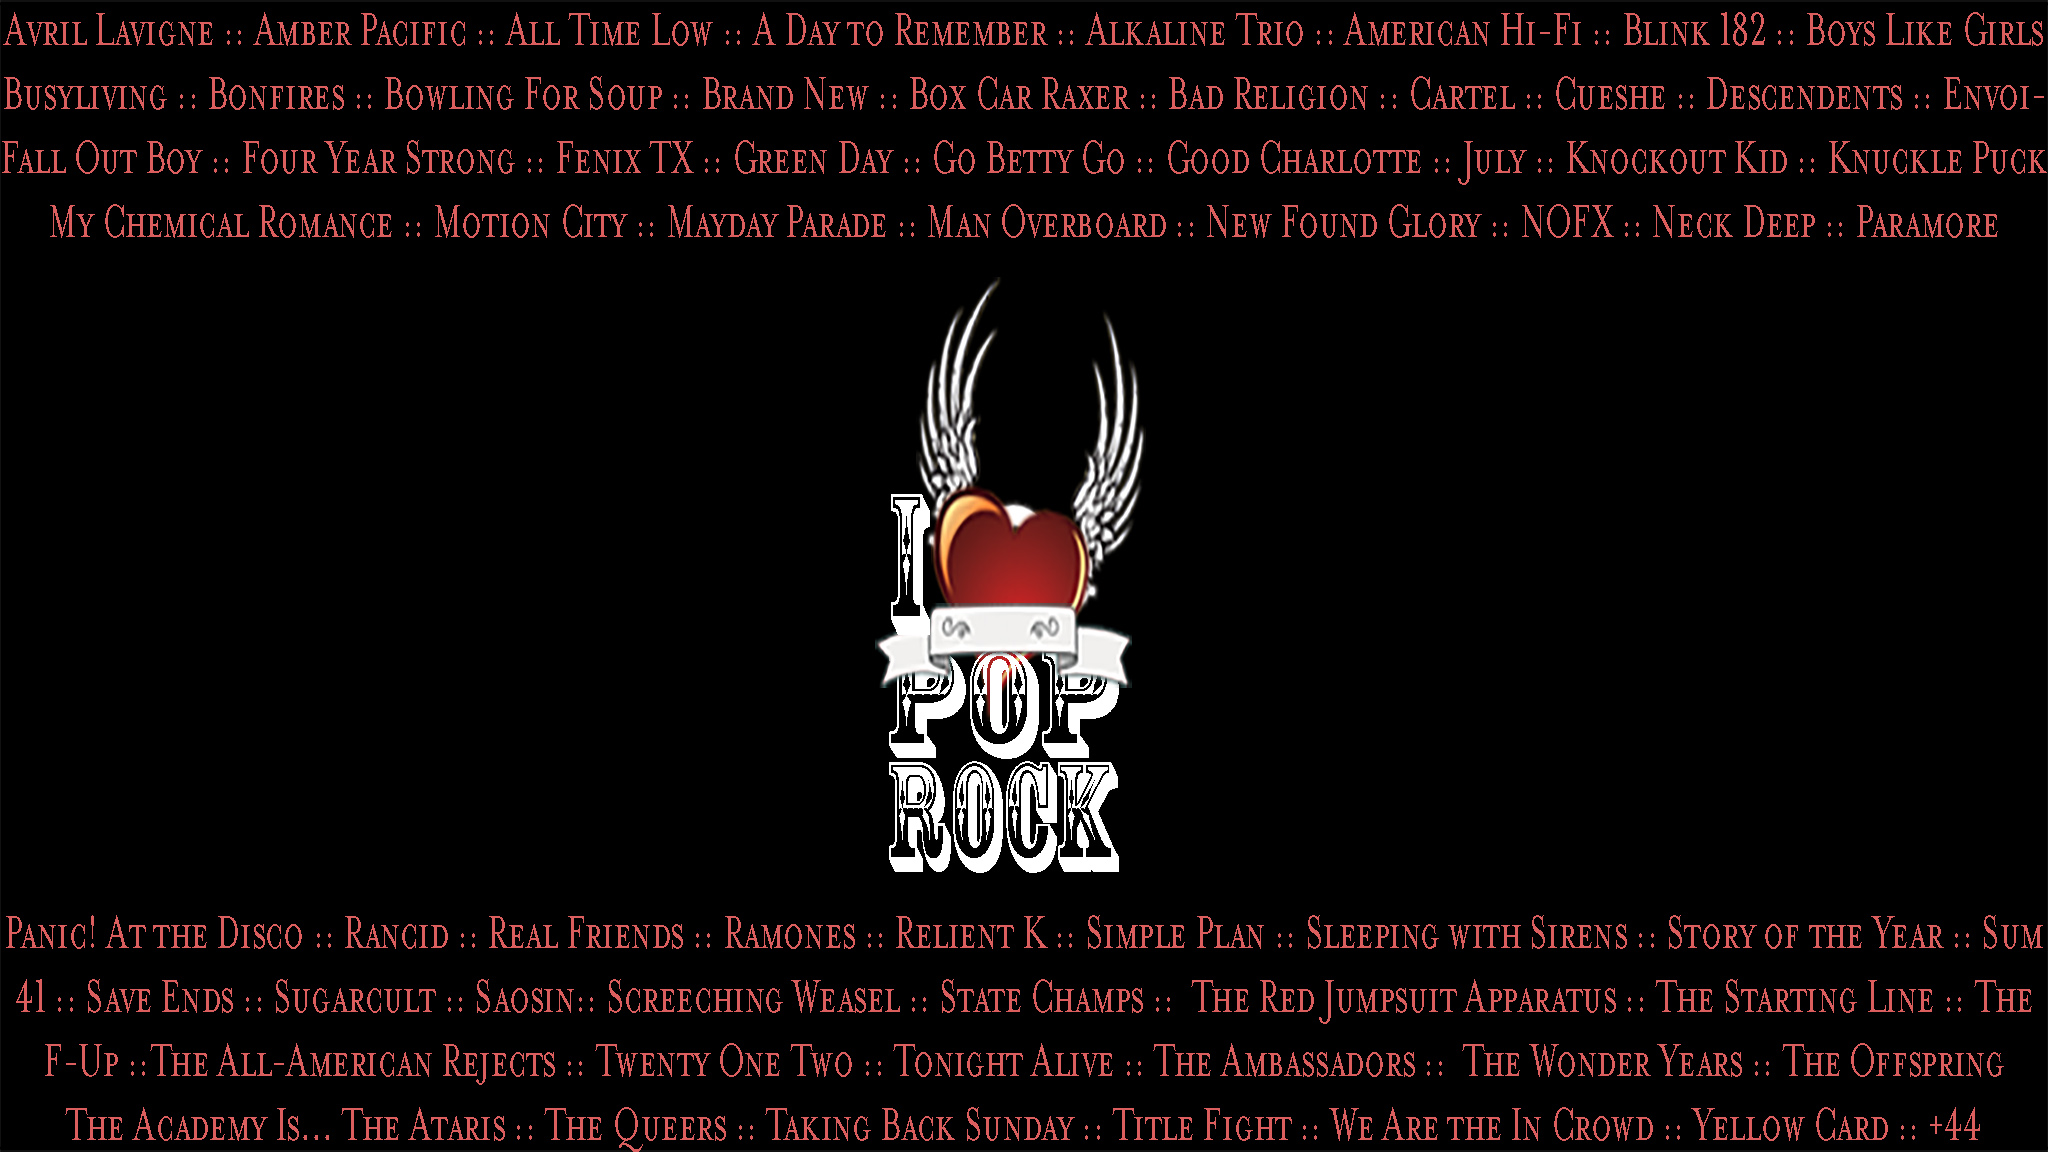 Avril Lavigne :: Amber Pacific :: All Time Low :: A Day to Remember :: Alkaline Trio :: American Hi-Fi :: Blink 182 :: Boys Like Girls
Busyliving :: Bonfires :: Bowling For Soup :: Brand New :: Box Car Raxer :: Bad Religion :: Cartel :: Cueshe :: Descendents :: Envoi-
Fall Out Boy :: Four Year Strong :: Fenix TX :: Green Day :: Go Betty Go :: Good Charlotte :: July :: Knockout Kid :: Knuckle Puck
My Chemical Romance :: Motion City :: Mayday Parade :: Man Overboard :: New Found Glory :: NOFX :: Neck Deep :: Paramore
I
POP
ROCK
Panic! At the Disco :: Rancid :: Real Friends :: Ramones :: Relient K :: Simple Plan :: Sleeping with Sirens :: Story of the Year :: Sum
41 :: Save Ends :: Sugarcult :: Saosin:: Screeching Weasel :: State Champs :: The Red Jumpsuit Apparatus :: The Starting Line :: The
F-Up ::The All-American Rejects :: Twenty One Two :: Tonight Alive :: The Ambassadors :: The Wonder Years :: The Offspring
The Academy Is... The Ataris :: The Queers :: Taking Back Sunday :: Title Fight :: We Are the In Crowd :: Yellow Card :: +44